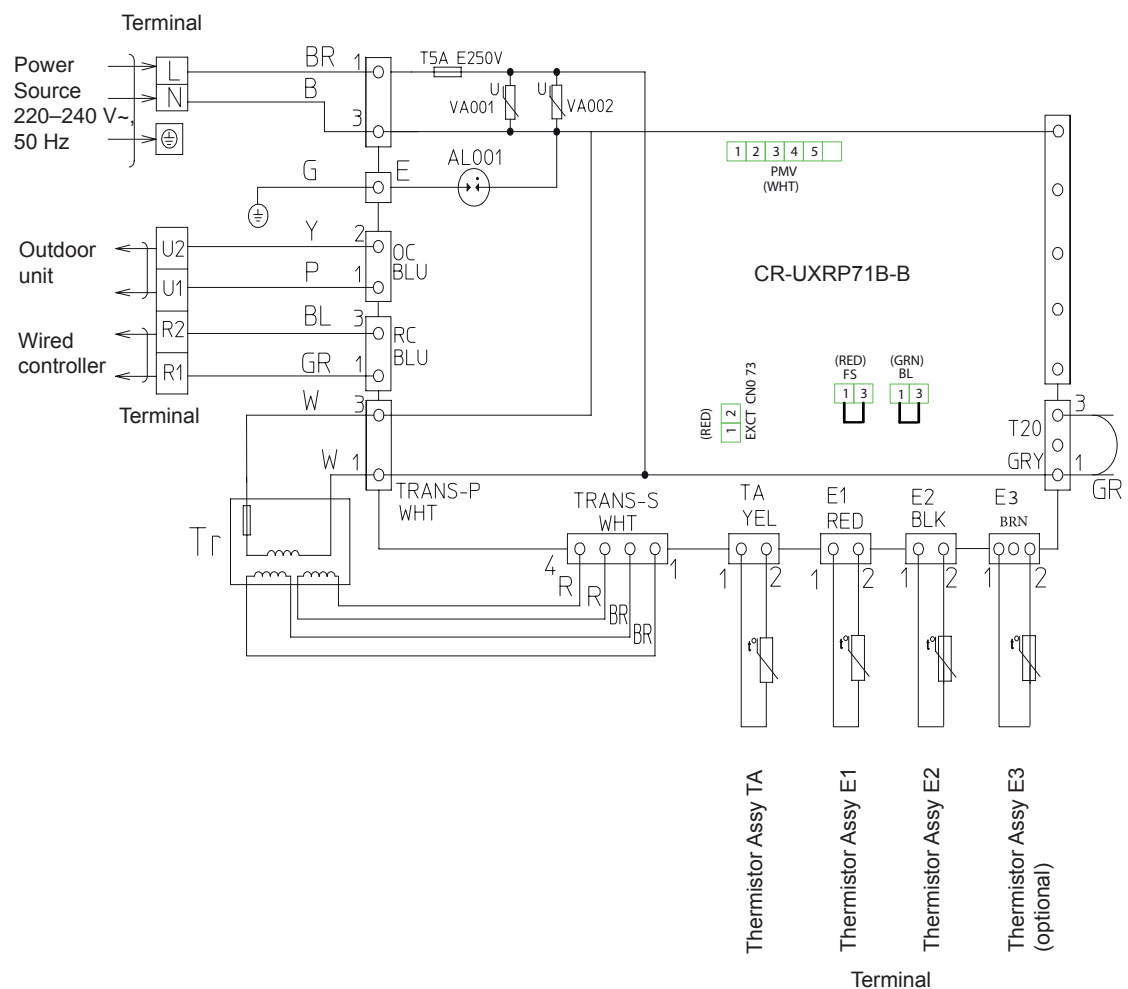 Terminal
Power
Source
220–240 V~,
50 Hz
L
N
BR
B
1
3
T5A E250V
U
VA001
U
VA002
G
E
AL001
1 2 3 4 5
PMV
(WHT)
Outdoor
unit
U2
U1
Y
P
2
1
OC
BLU
CR-UXRP71B-B
Wired
controller
R2
R1
BL
GR
3
1
RC
BLU
Terminal
(RED)
FS
1 3
(GRN)
BL
1 3
(RED)
1 2
EXCT CN0 73
W
3
W
1
TRANS-P
WHT
3
T20
GRY
1
GR
Tr
TRANS-S
WHT
4
1
R
R
BR
BR
TA
YEL
1
2
E1
RED
1
2
E2
BLK
1
2
E3
BRN
1
2
t°
t°
t°
t°
Thermistor Assy TA
Thermistor Assy E1
Thermistor Assy E2
Thermistor Assy E3
(optional)
Terminal